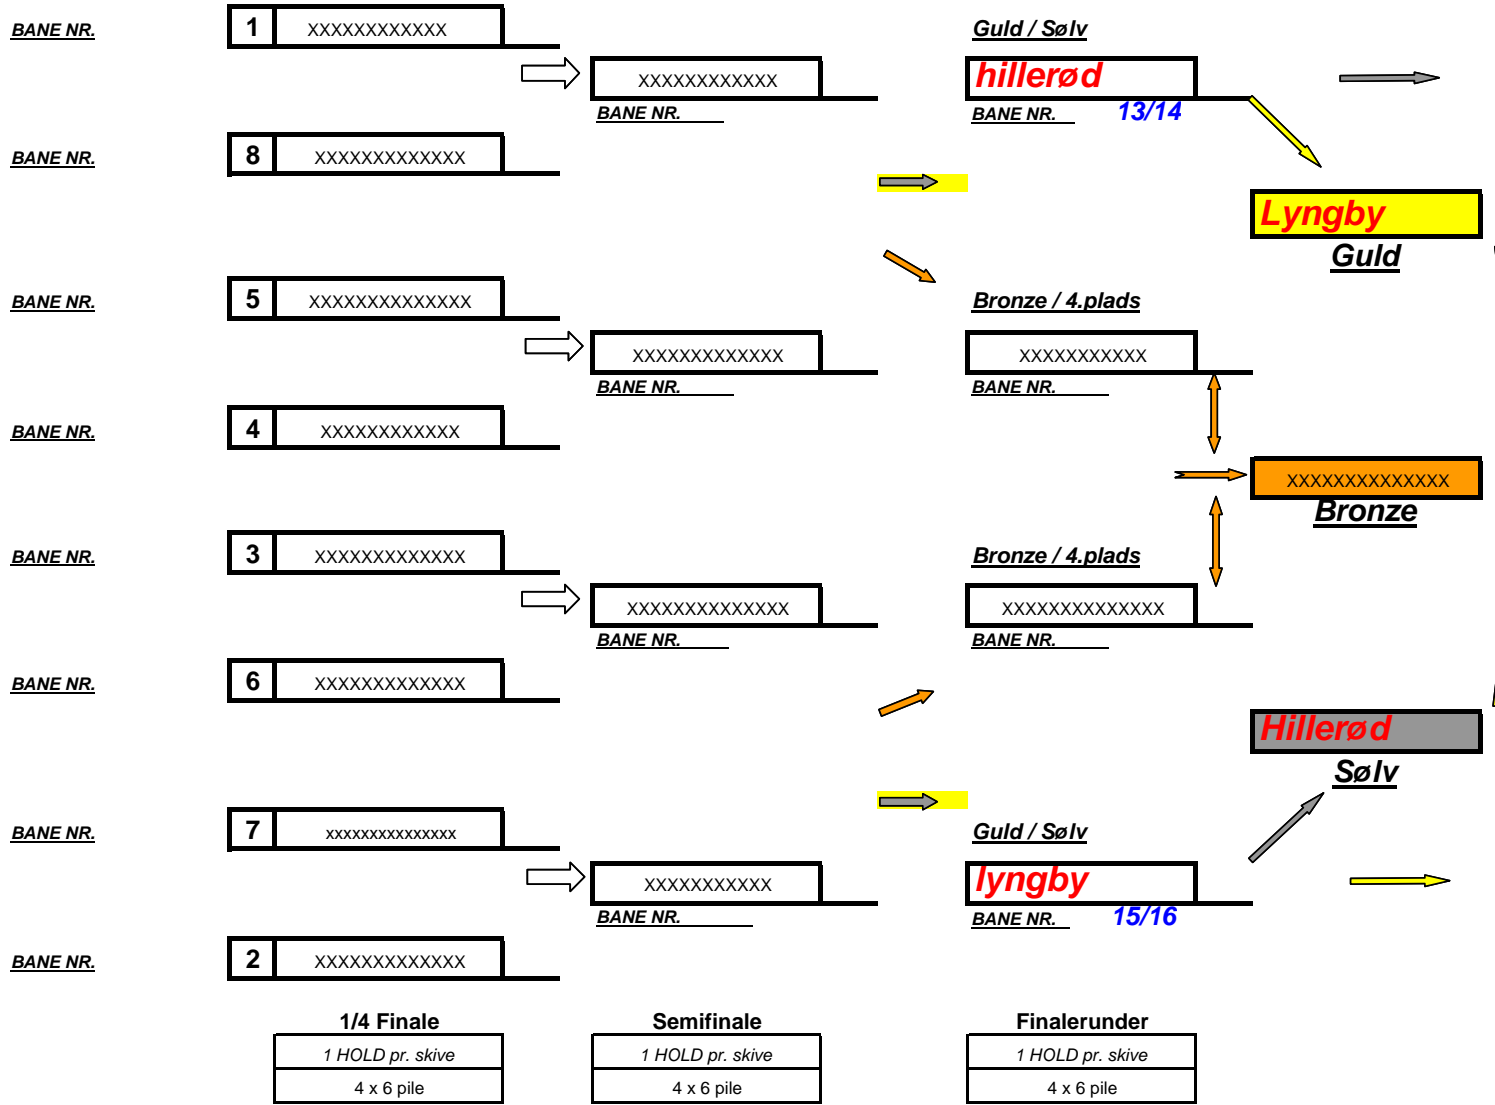 BANE NR. 1 XXXXXXXXXXXX Guld / Sølv
XXXXXXXXXXXX hillerød
BANE NR. BANE NR. 13/14
BANE NR. 8 XXXXXXXXXXXXX
Lyngby
Guld
BANE NR. 5 XXXXXXXXXXXXXX Bronze / 4.plads
XXXXXXXXXXXXX XXXXXXXXXXX
BANE NR. BANE NR.
BANE NR. 4 XXXXXXXXXXXX
XXXXXXXXXXXXXX
Bronze
BANE NR. 3 XXXXXXXXXXXXX Bronze / 4.plads
XXXXXXXXXXXXXX XXXXXXXXXXXXXX
BANE NR. BANE NR.
BANE NR. 6 XXXXXXXXXXXXX
Hillerød
Sølv
BANE NR. 7 xxxxxxxxxxxxxxx Guld / Sølv
XXXXXXXXXXX lyngby
BANE NR. BANE NR. 15/16
BANE NR. 2 XXXXXXXXXXXXX
1/4 Finale Semifinale Finalerunder
1 HOLD pr. skive 1 HOLD pr. skive 1 HOLD pr. skive
4 x 6 pile 4 x 6 pile 4 x 6 pile